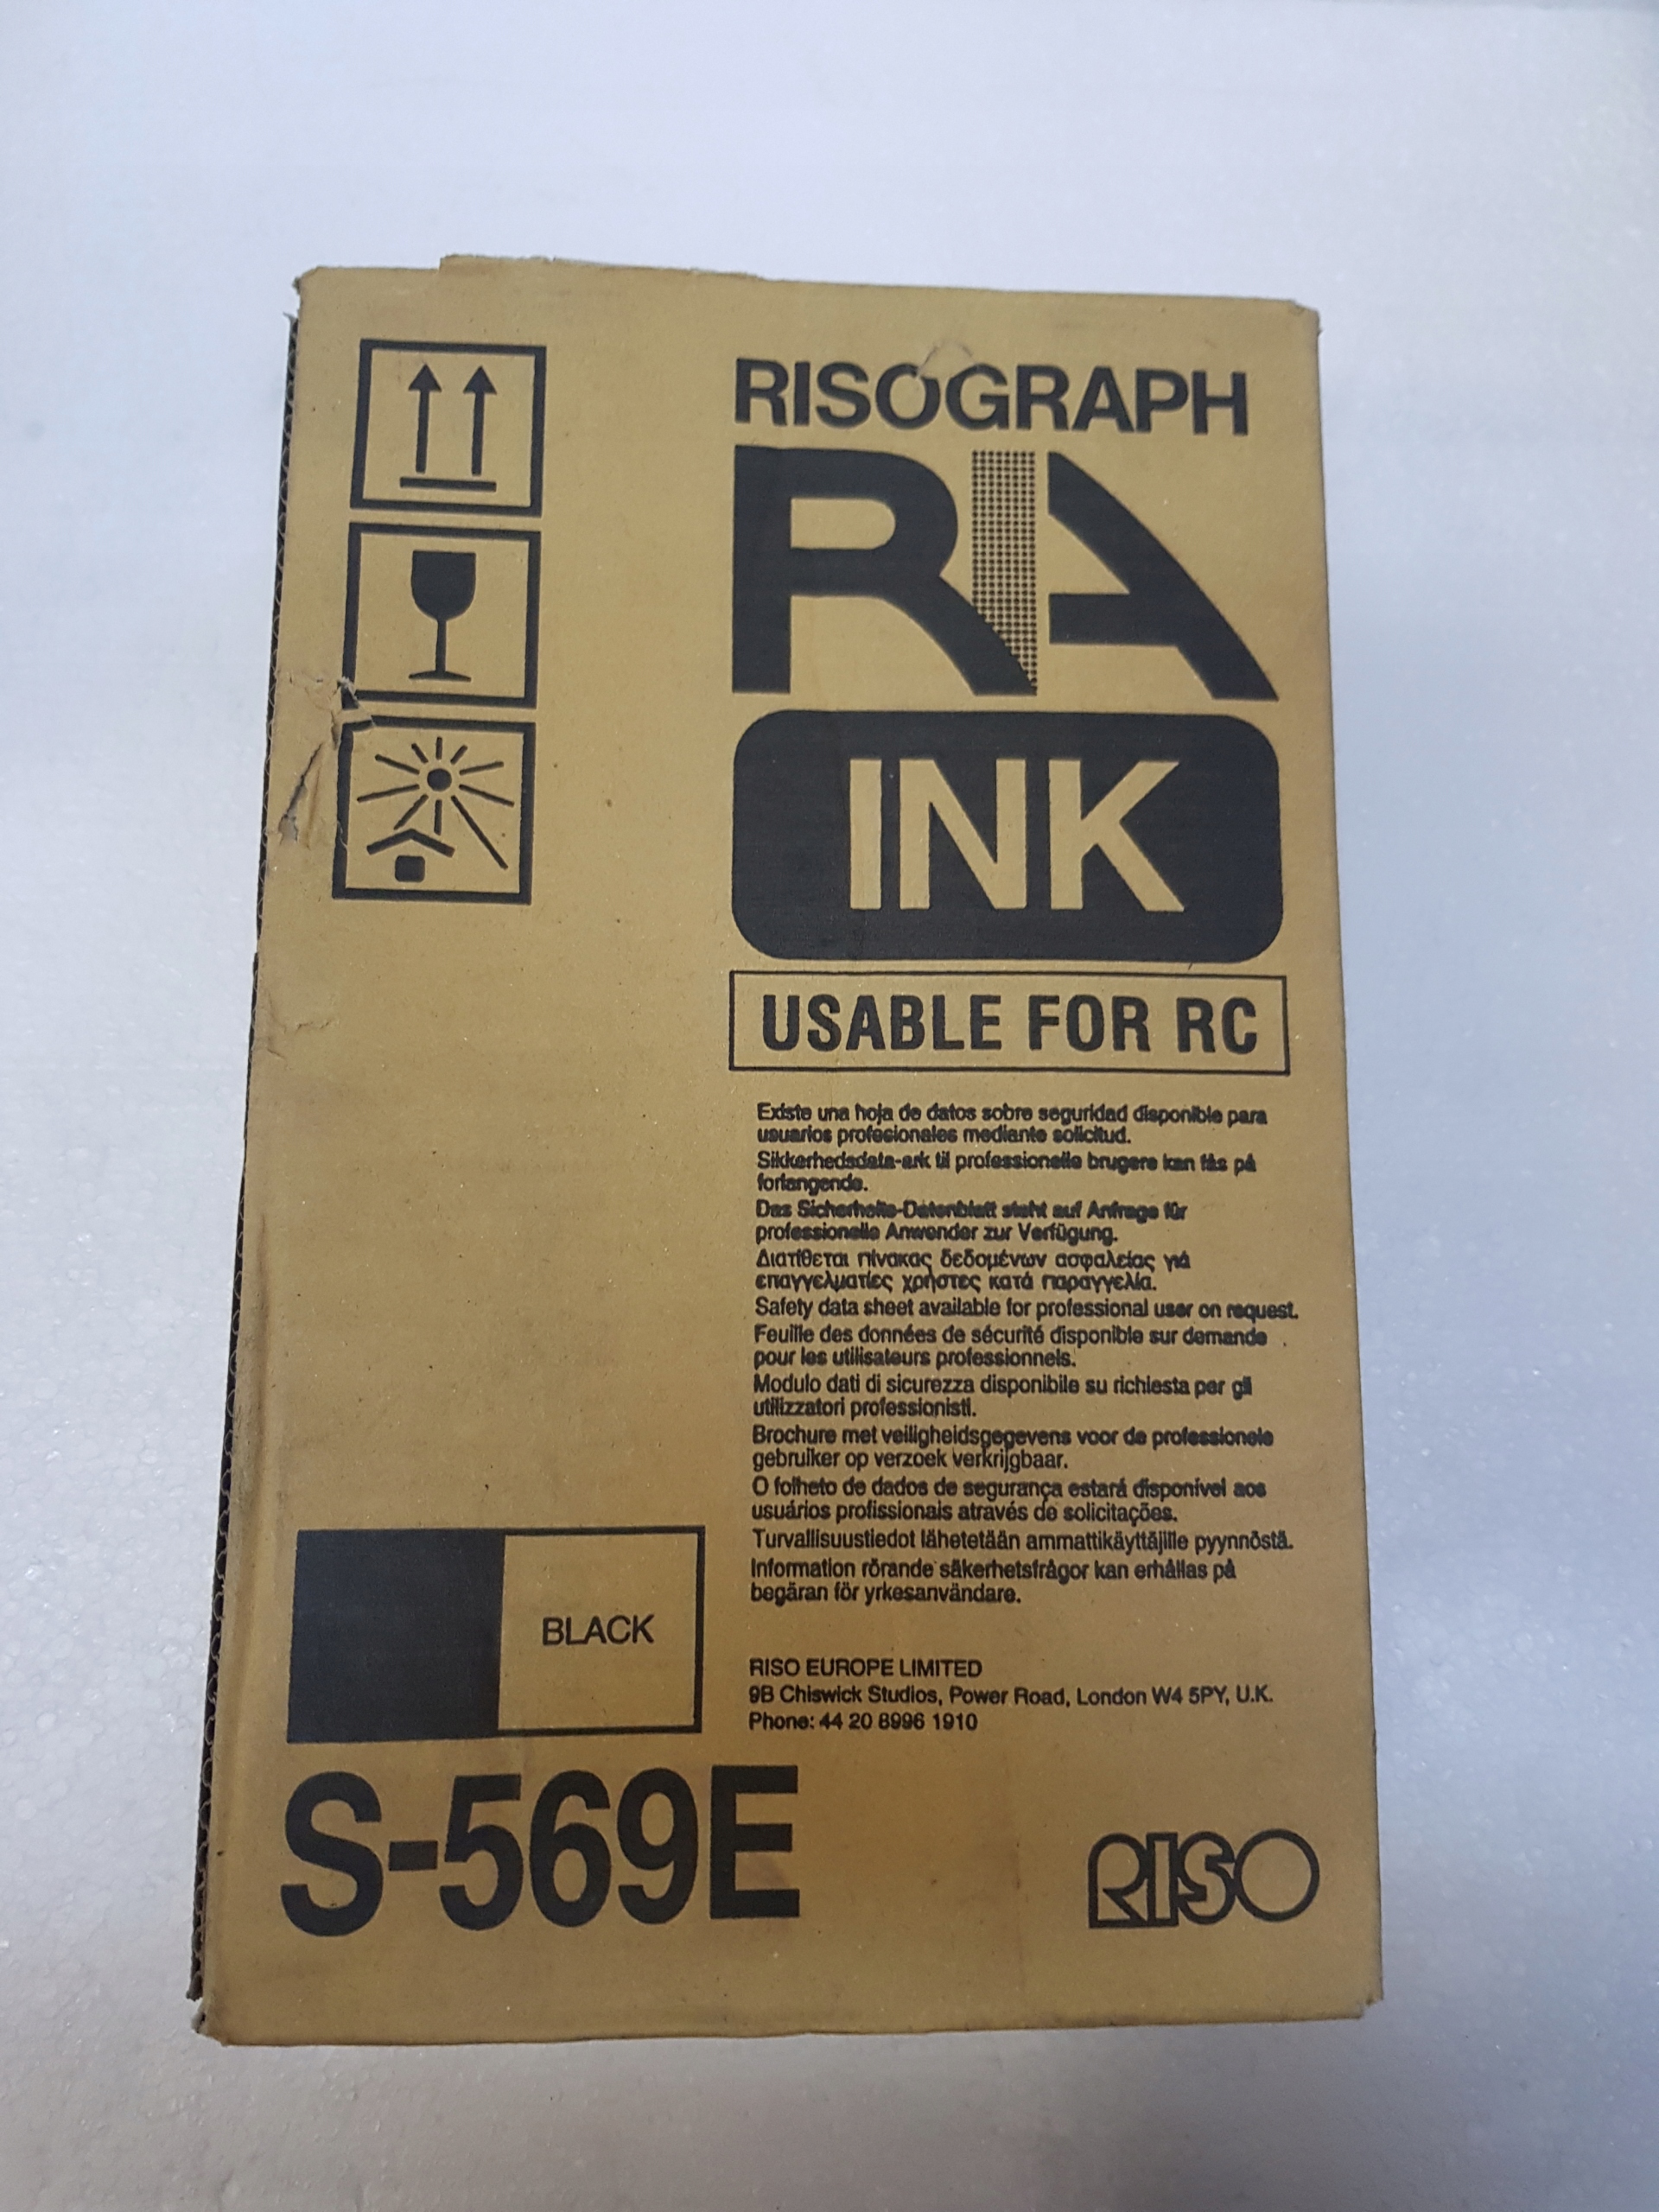 RISOGRAPH
RA
INK
USABLE FOR RC
Existe una hoja de datos sobre seguridad disponible para
usuarios profesionales mediante solicitud.
Sikkerhedsdata-ark til professionelle brugere kan fås på
forlangende.
Das Sicherheits-Datenblatt steht auf Anfrage für
professionelle Anwender zur Verfügung.
Διατίθεται πίνακας δεδομένων ασφαλείας γιά
επαγγελματίες χρήστες κατά παραγγελία.
Safety data sheet available for professional user on request.
Feuille des données de sécurité disponible sur demande
pour les utilisateurs professionnels.
Modulo dati di sicurezza disponibile su richiesta per gli
utilizzatori professionisti.
Brochure met veiligheidsgegevens voor de professionele
gebruiker op verzoek verkrijgbaar.
O folheto de dados de segurança estará disponível aos
usuários profissionais através de solicitações.
Turvallisuustiedot lähetetään ammattikäyttäjille pyynnöstä.
Information rörande säkerhetsfrågor kan erhållas på
begäran för yrkesanvändare.
BLACK
RISO EUROPE LIMITED
9B Chiswick Studios, Power Road, London W4 5PY, U.K.
Phone: 44 20 8996 1910
S-569E
RISO